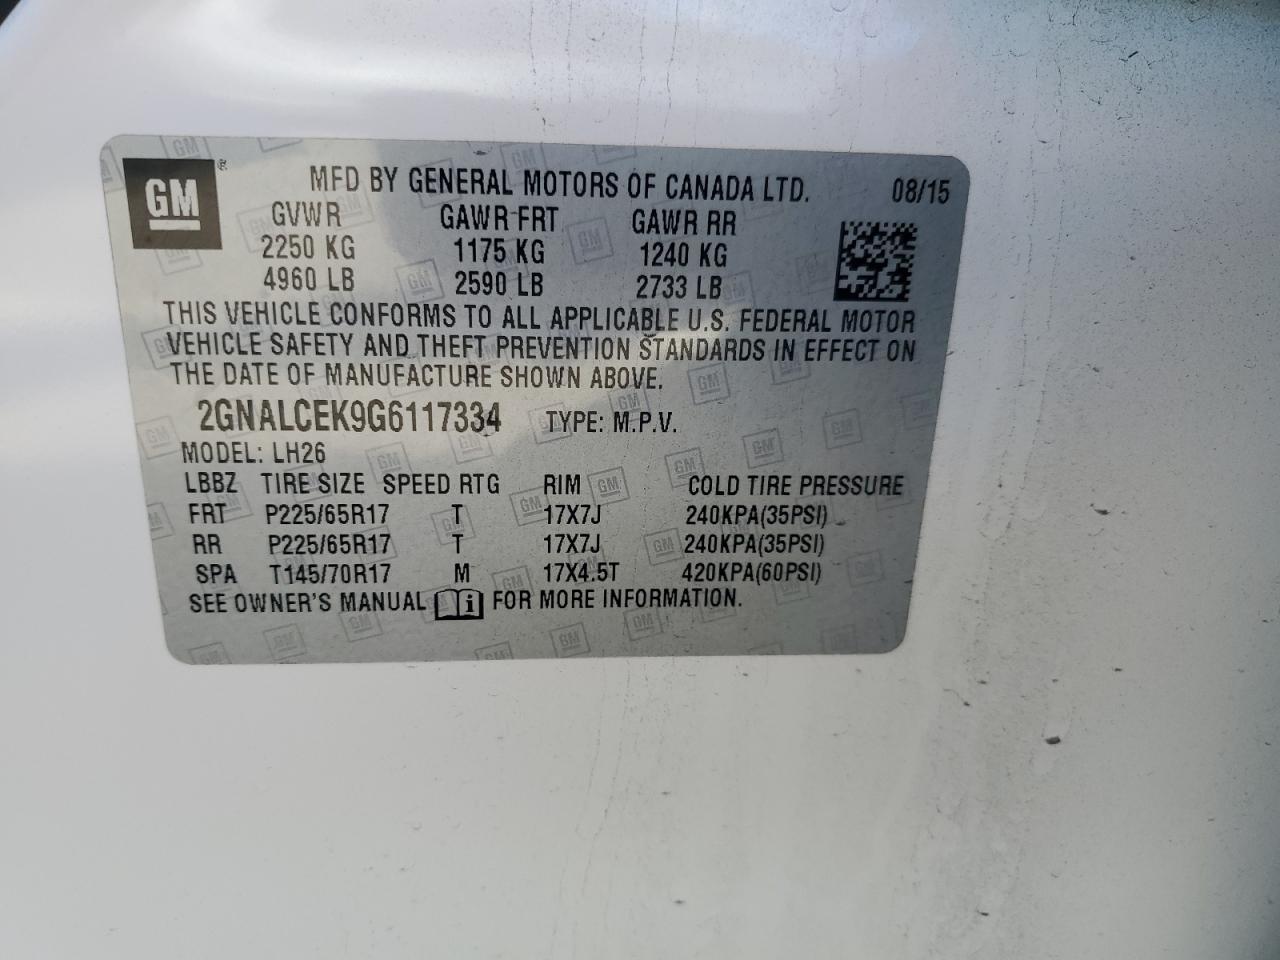 GM ®
MFD BY GENERAL MOTORS OF CANADA LTD. 08/15
GVWR GAWR FRT GAWR RR
2250 KG 1175 KG 1240 KG
4960 LB 2590 LB 2733 LB
THIS VEHICLE CONFORMS TO ALL APPLICABLE U.S. FEDERAL MOTOR
VEHICLE SAFETY AND THEFT PREVENTION STANDARDS IN EFFECT ON
THE DATE OF MANUFACTURE SHOWN ABOVE.
2GNALCEK9G6117334 TYPE: M.P.V.
MODEL: LH26
LBBZ TIRE SIZE SPEED RTG RIM COLD TIRE PRESSURE
FRT P225/65R17 T 17X7J 240KPA(35PSI)
RR P225/65R17 T 17X7J 240KPA(35PSI)
SPA T145/70R17 M 17X4.5T 420KPA(60PSI)
SEE OWNER'S MANUAL i FOR MORE INFORMATION.